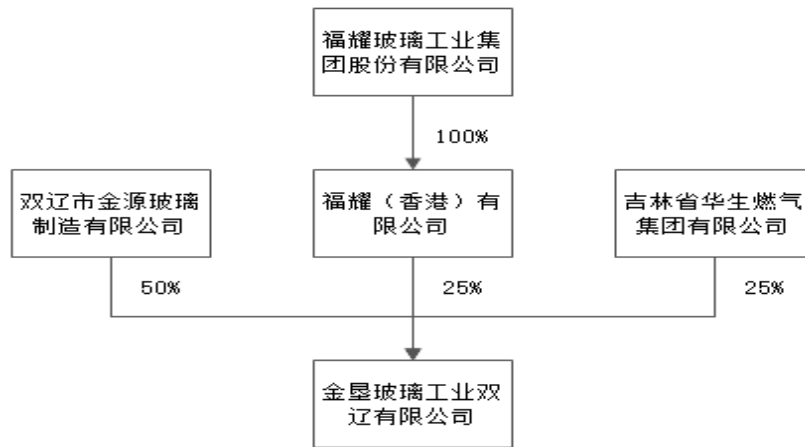 福耀玻璃工业集
团股份有限公司
100%
双辽市金源玻璃
制造有限公司
福耀（香港）有
限公司
吉林省华生燃气
集团有限公司
50%
25%
25%
金垦玻璃工业双
辽有限公司